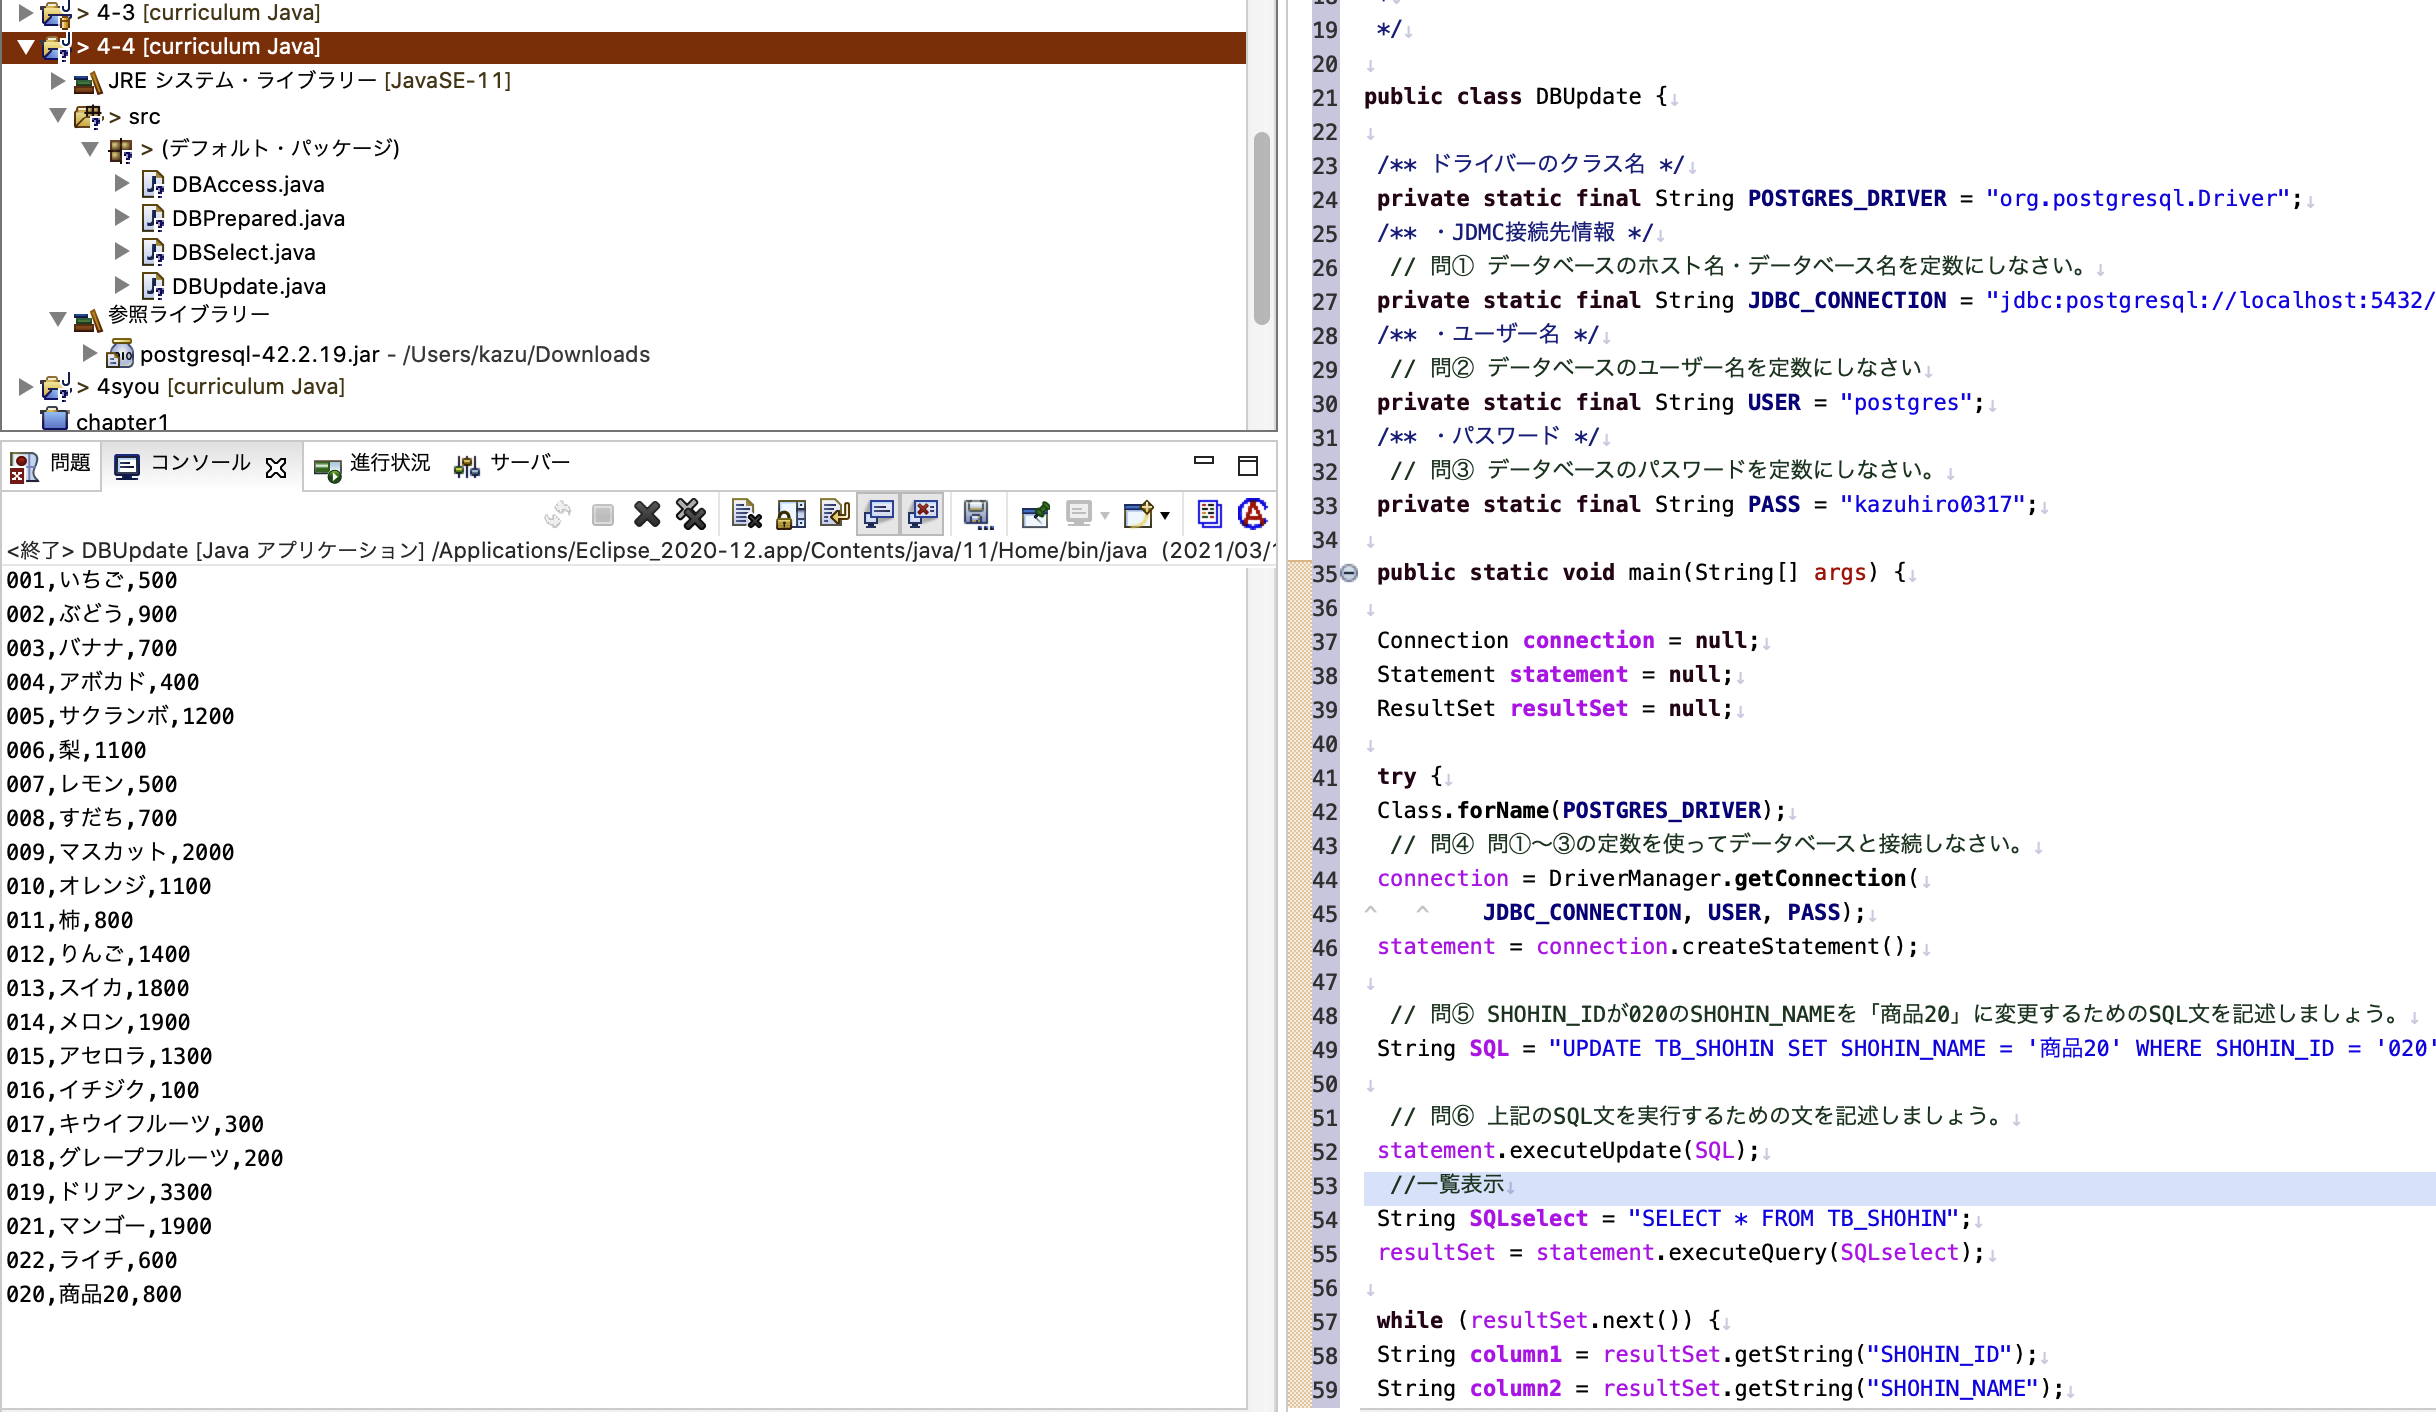 > 4-3 [curriculum Java]
> 4-4 [curriculum Java]
JRE システム・ライブラリー [JavaSE-11]
> src
> (デフォルト・パッケージ)
DBAccess.java
DBPrepared.java
DBSelect.java
DBUpdate.java
参照ライブラリー
postgresql-42.2.19.jar - /Users/kazu/Downloads
> 4syou [curriculum Java]
chapter1
問題 コンソール 進行状況 サーバー
<終了> DBUpdate [Java アプリケーション] /Applications/Eclipse_2020-12.app/Contents/java/11/Home/bin/java (2021/03/
001,いちご,500
002,ぶどう,900
003,バナナ,700
004,アボカド,400
005,サクランボ,1200
006,梨,1100
007,レモン,500
008,すだち,700
009,マスカット,2000
010,オレンジ,1100
011,柿,800
012,りんご,1400
013,スイカ,1800
014,メロン,1900
015,アセロラ,1300
016,イチジク,100
017,キウイフルーツ,300
018,グレープフルーツ,200
019,ドリアン,3300
021,マンゴー,1900
022,ライチ,600
020,商品20,800
19 */↓
20 ↓
21 public class DBUpdate {↓
22 ↓
23 /** ドライバーのクラス名 */↓
24 private static final String POSTGRES_DRIVER = "org.postgresql.Driver";↓
25 /** ・JDMC接続先情報 */↓
26 // 問① データベースのホスト名・データベース名を定数にしなさい。↓
27 private static final String JDBC_CONNECTION = "jdbc:postgresql://localhost:5432/
28 /** ・ユーザー名 */↓
29 // 問② データベースのユーザー名を定数にしなさい↓
30 private static final String USER = "postgres";↓
31 /** ・パスワード */↓
32 // 問③ データベースのパスワードを定数にしなさい。↓
33 private static final String PASS = "kazuhiro0317";↓
34 ↓
35 public static void main(String[] args) {↓
36 ↓
37 Connection connection = null;↓
38 Statement statement = null;↓
39 ResultSet resultSet = null;↓
40 ↓
41 try {↓
42 Class.forName(POSTGRES_DRIVER);↓
43 // 問④ 問①〜③の定数を使ってデータベースと接続しなさい。↓
44 connection = DriverManager.getConnection(↓
45 ^ ^ JDBC_CONNECTION, USER, PASS);↓
46 statement = connection.createStatement();↓
47 ↓
48 // 問⑤ SHOHIN_IDが020のSHOHIN_NAMEを「商品20」に変更するためのSQL文を記述しましょう。↓
49 String SQL = "UPDATE TB_SHOHIN SET SHOHIN_NAME = '商品20' WHERE SHOHIN_ID = '020'
50 ↓
51 // 問⑥ 上記のSQL文を実行するための文を記述しましょう。↓
52 statement.executeUpdate(SQL);↓
53 //一覧表示↓
54 String SQLselect = "SELECT * FROM TB_SHOHIN";↓
55 resultSet = statement.executeQuery(SQLselect);↓
56 ↓
57 while (resultSet.next()) {↓
58 String column1 = resultSet.getString("SHOHIN_ID");↓
59 String column2 = resultSet.getString("SHOHIN_NAME");↓